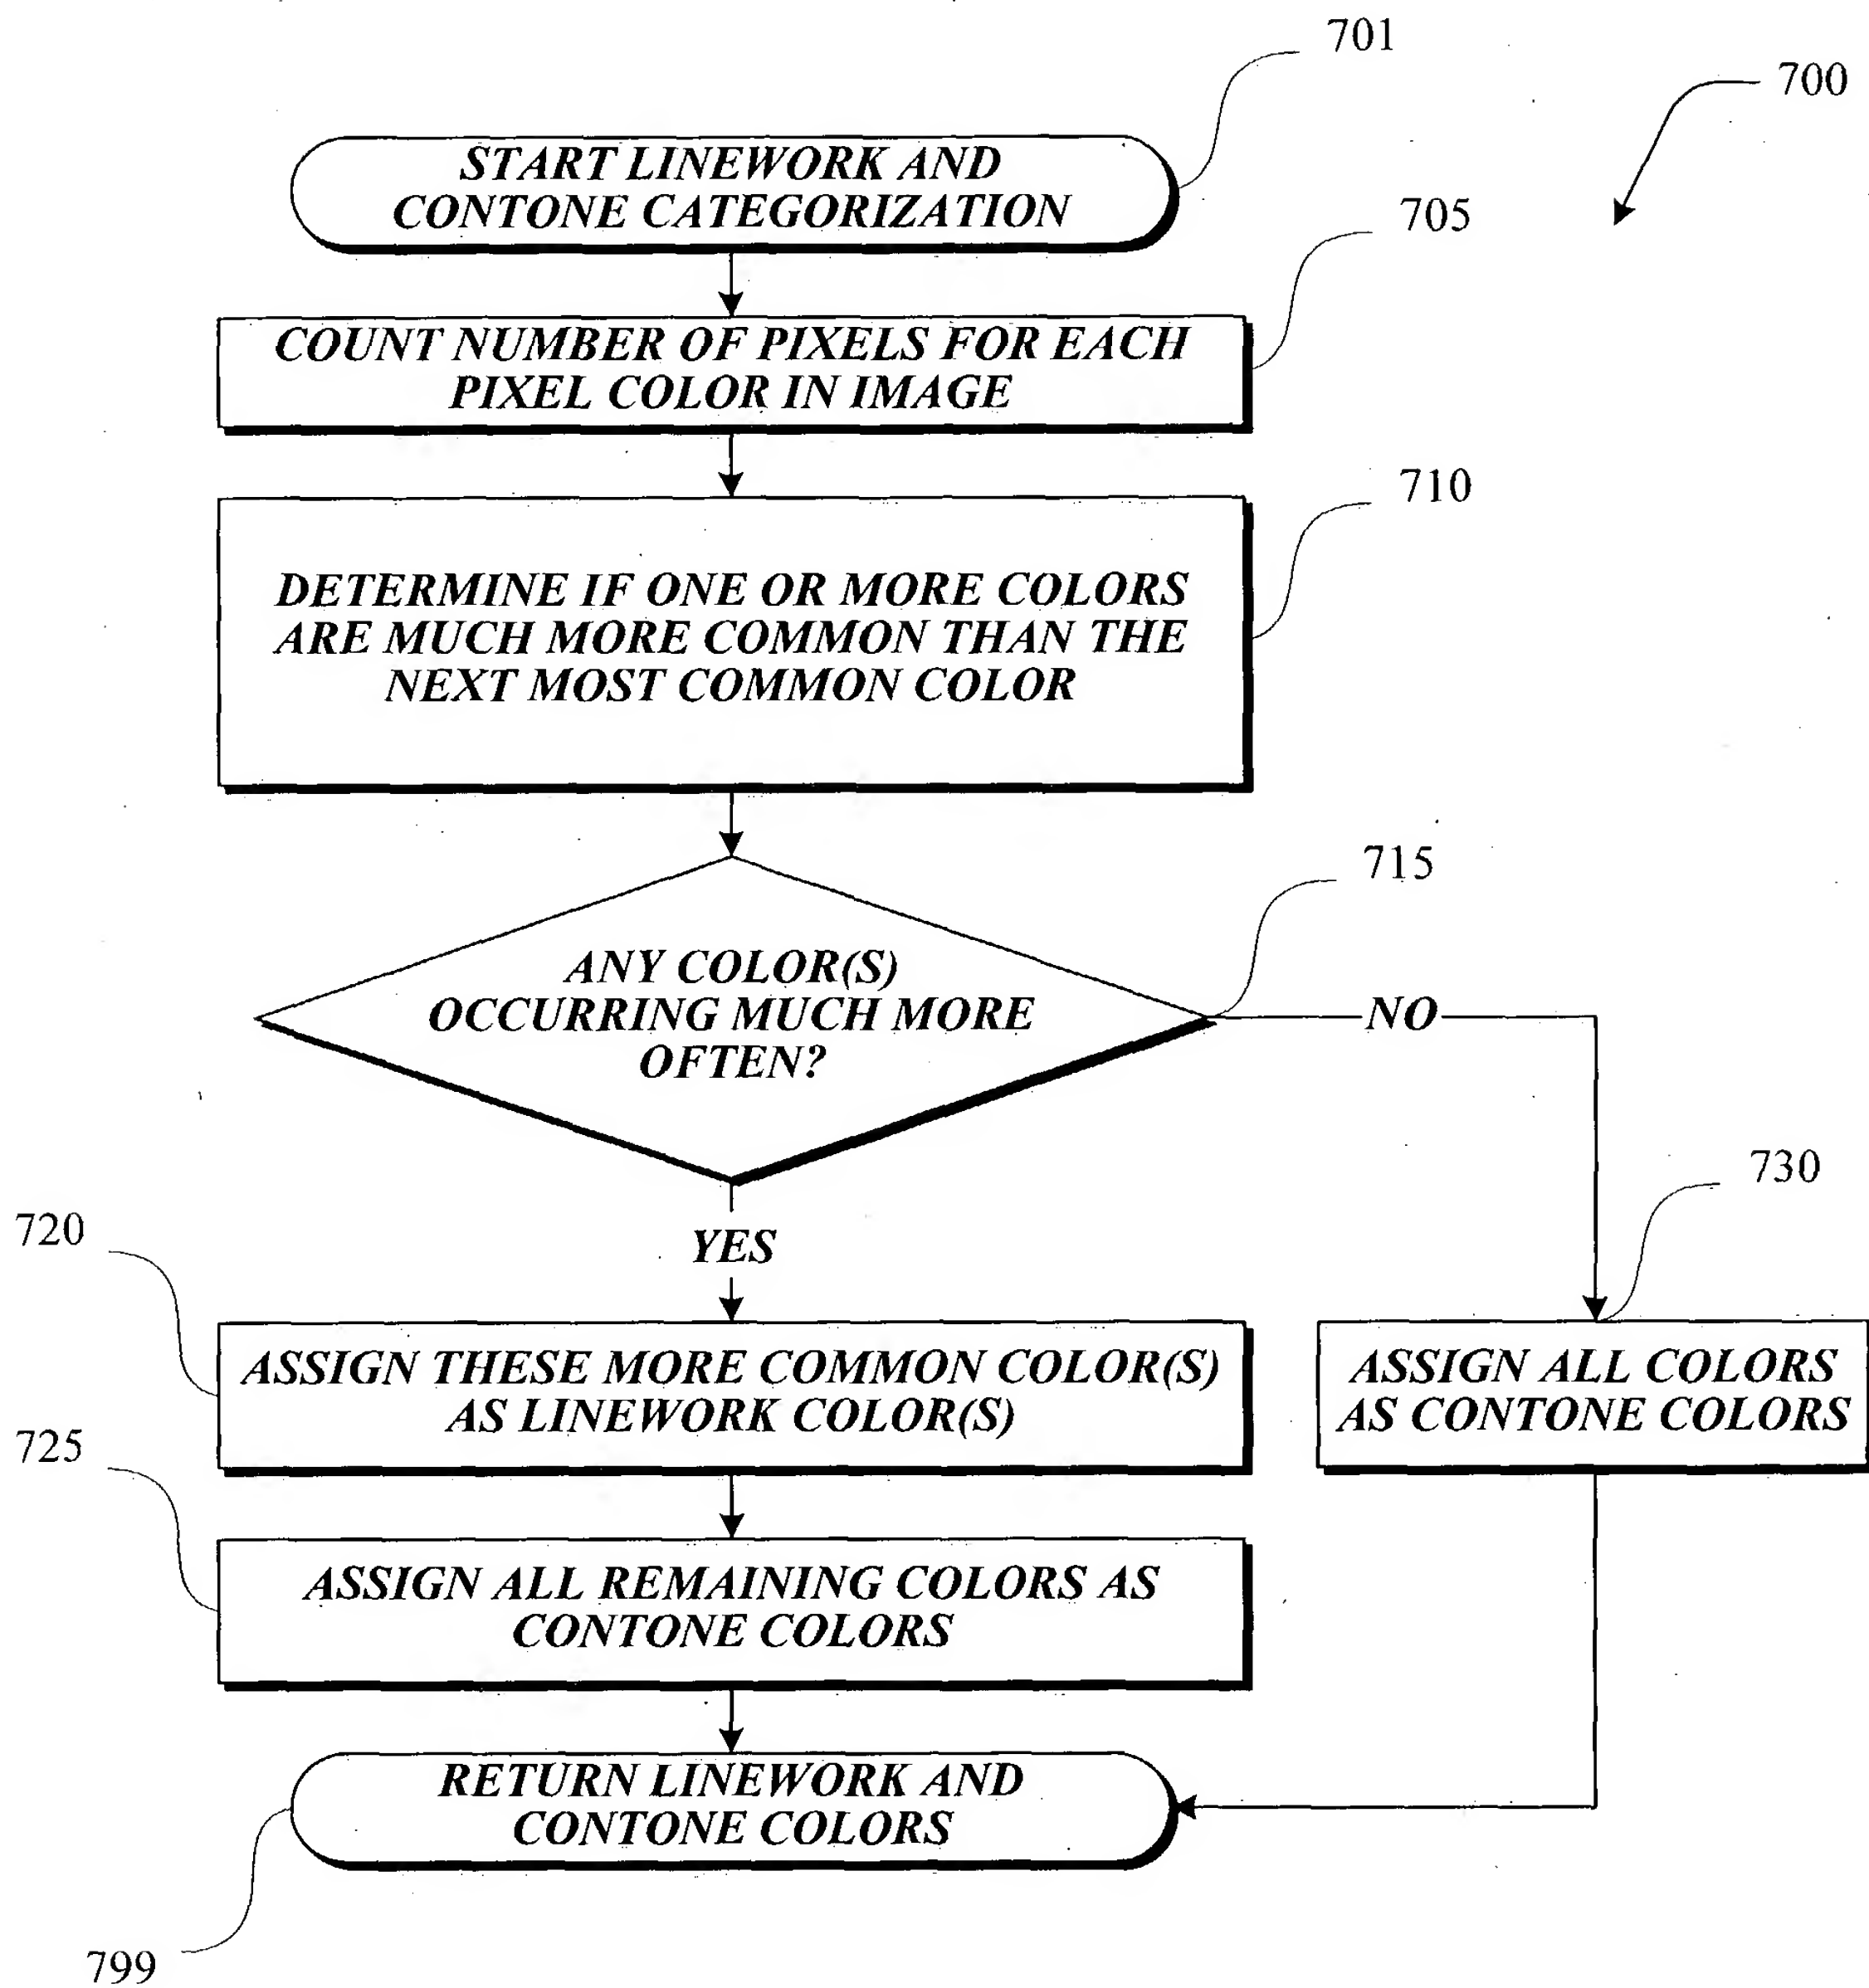 701
700
START LINEWORK AND
CONTONE CATEGORIZATION
705
COUNT NUMBER OF PIXELS FOR EACH
PIXEL COLOR IN IMAGE
710
DETERMINE IF ONE OR MORE COLORS
ARE MUCH MORE COMMON THAN THE
NEXT MOST COMMON COLOR
715
ANY COLOR(S)
OCCURRING MUCH MORE
OFTEN?
NO
730
720
YES
ASSIGN THESE MORE COMMON COLOR(S)
AS LINEWORK COLOR(S)
ASSIGN ALL COLORS
AS CONTONE COLORS
725
ASSIGN ALL REMAINING COLORS AS
CONTONE COLORS
RETURN LINEWORK AND
CONTONE COLORS
799